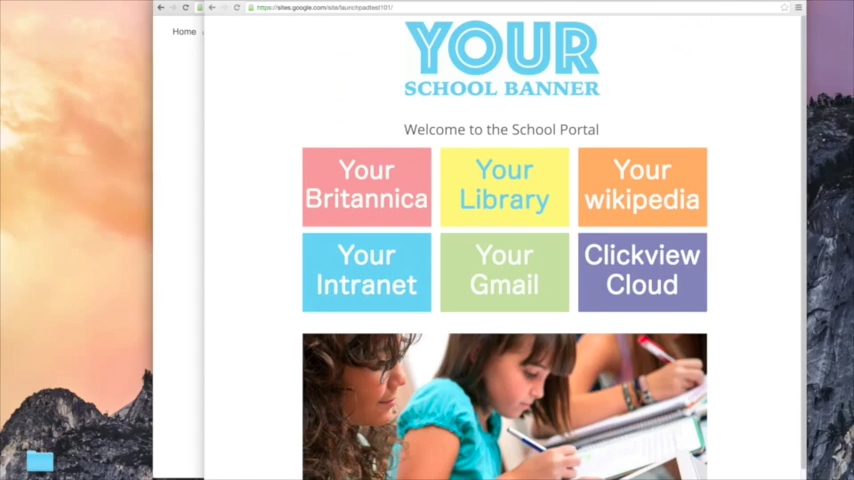 https://sites.google.com/site/launchpadtest101/
Home
YOUR
SCHOOL BANNER
Welcome to the School Portal
Your
Britannica
Your
Library
Your
wikipedia
Your
Intranet
Your
Gmail
Clickview
Cloud